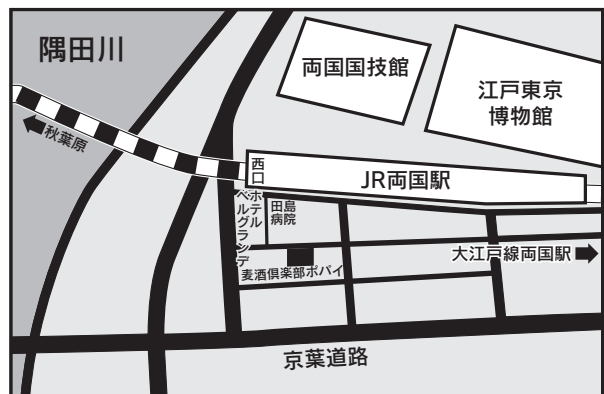 隅田川
両国国技館
江戸東京
博物館
秋葉原
西口
JR両国駅
ホテル
ベルグランデ
田島
病院
大江戸線両国駅
麦酒倶楽部ポパイ
京葉道路